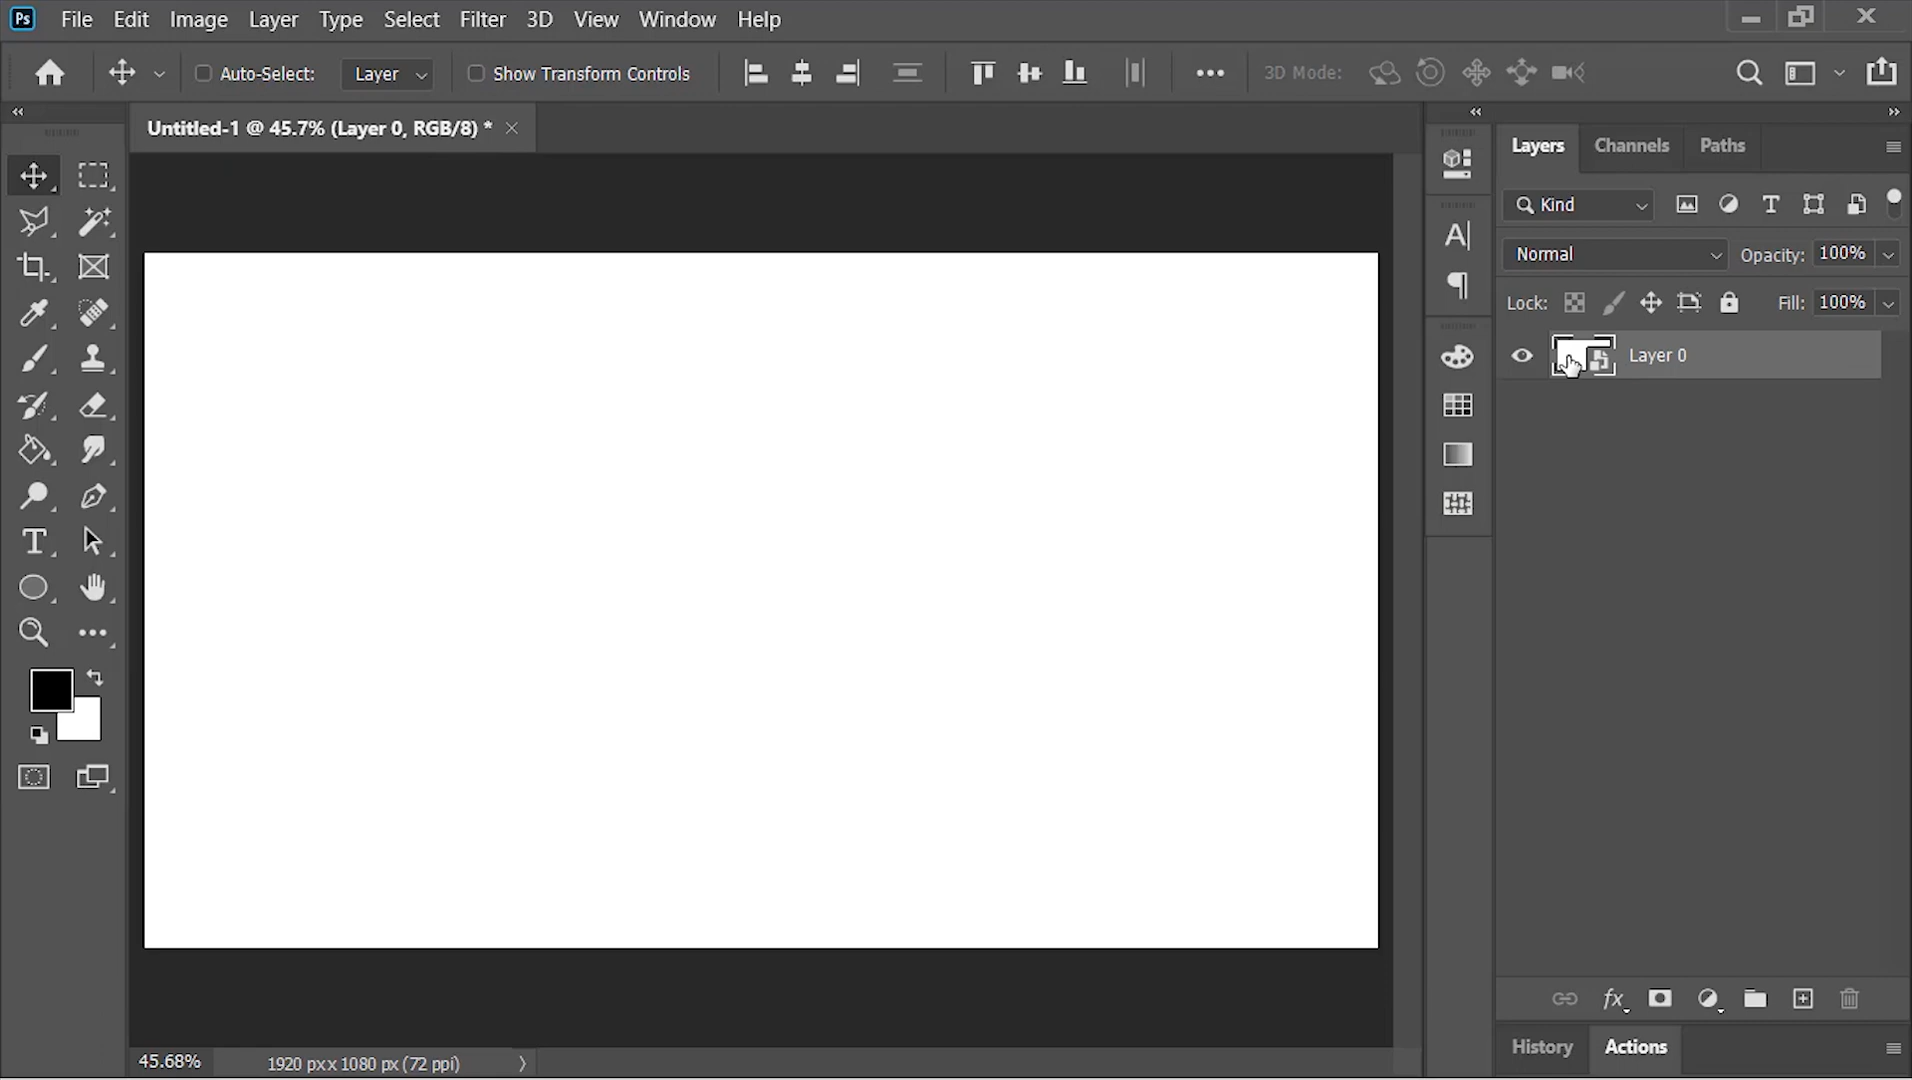 Ps File Edit Image Layer Type Select Filter 3D View Window Help
Auto-Select: Layer Show Transform Controls 3D Mode:
Untitled-1 @ 45.7% (Layer 0, RGB/8) *
Layers Channels Paths
Kind
Normal Opacity: 100%
Lock: Fill: 100%
Layer 0
fx
45.68% 1920 px x 1080 px (72 ppi)
History Actions